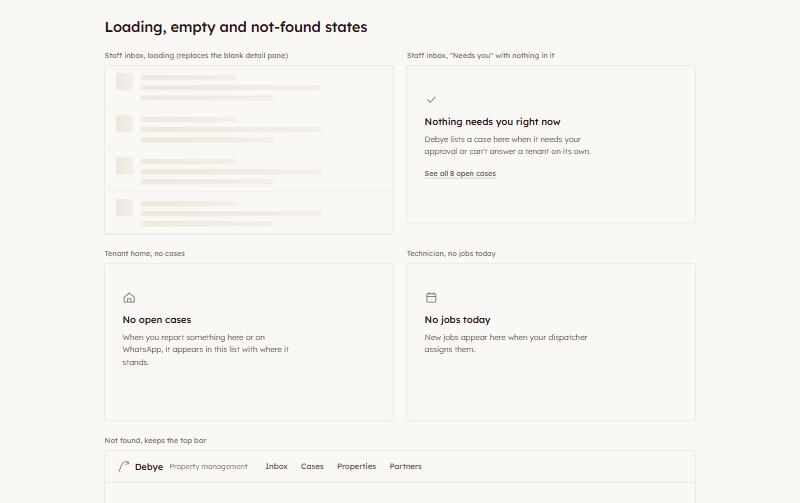 Loading, empty and not-found states
Staff inbox, loading (replaces the blank detail pane)
Staff inbox, "Needs you" with nothing in it
Nothing needs you right now
Debye lists a case here when it needs your
approval or can't answer a tenant on its own.
See all 8 open cases
Tenant home, no cases
Technician, no jobs today
No open cases
When you report something here or on
WhatsApp, it appears in this list with where it
stands.
No jobs today
New jobs appear here when your dispatcher
assigns them.
Not found, keeps the top bar
Debye Property management Inbox Cases Properties Partners